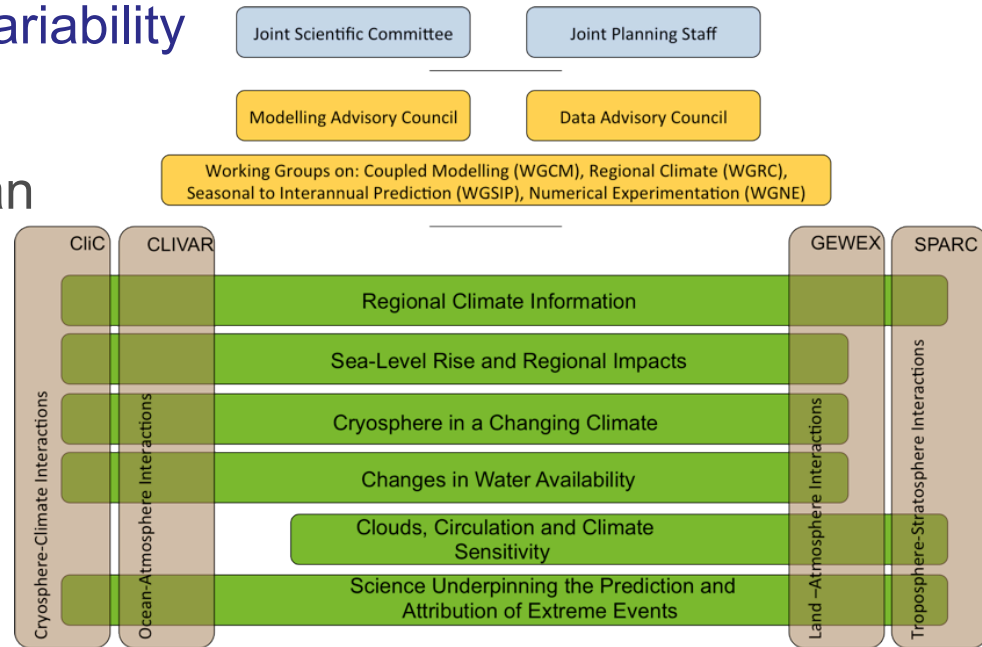 ariability
an
Joint Scientific Committee
Joint Planning Staff
Modelling Advisory Council
Data Advisory Council
Working Groups on: Coupled Modelling (WGCM), Regional Climate (WGRC),
Seasonal to Interannual Prediction (WGSIP), Numerical Experimentation (WGNE)
CliC
CLIVAR
GEWEX
SPARC
Regional Climate Information
Sea-Level Rise and Regional Impacts
Cryosphere in a Changing Climate
Changes in Water Availability
Clouds, Circulation and Climate
Sensitivity
Science Underpinning the Prediction and
Attribution of Extreme Events
Cryosphere-Climate Interactions
Ocean-Atmosphere Interactions
Land –Atmosphere Interactions
Troposphere-Stratosphere Interactions